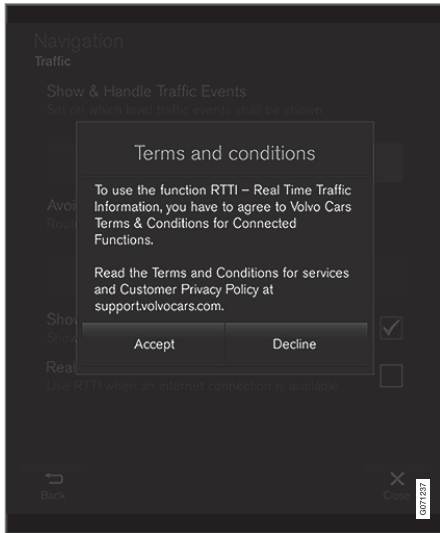 Navigation
Traffic
Show & Handle Traffic Events
Set on which level traffic events shall be shown
Terms and conditions
To use the function RTTI – Real Time Traffic
Information, you have to agree to Volvo Cars
Terms & Conditions for Connected
Functions.
Read the Terms and Conditions for services
and Customer Privacy Policy at
support.volvocars.com.
Accept
Decline
Use RTTI when an internet connection is available
Back
Close
G071237